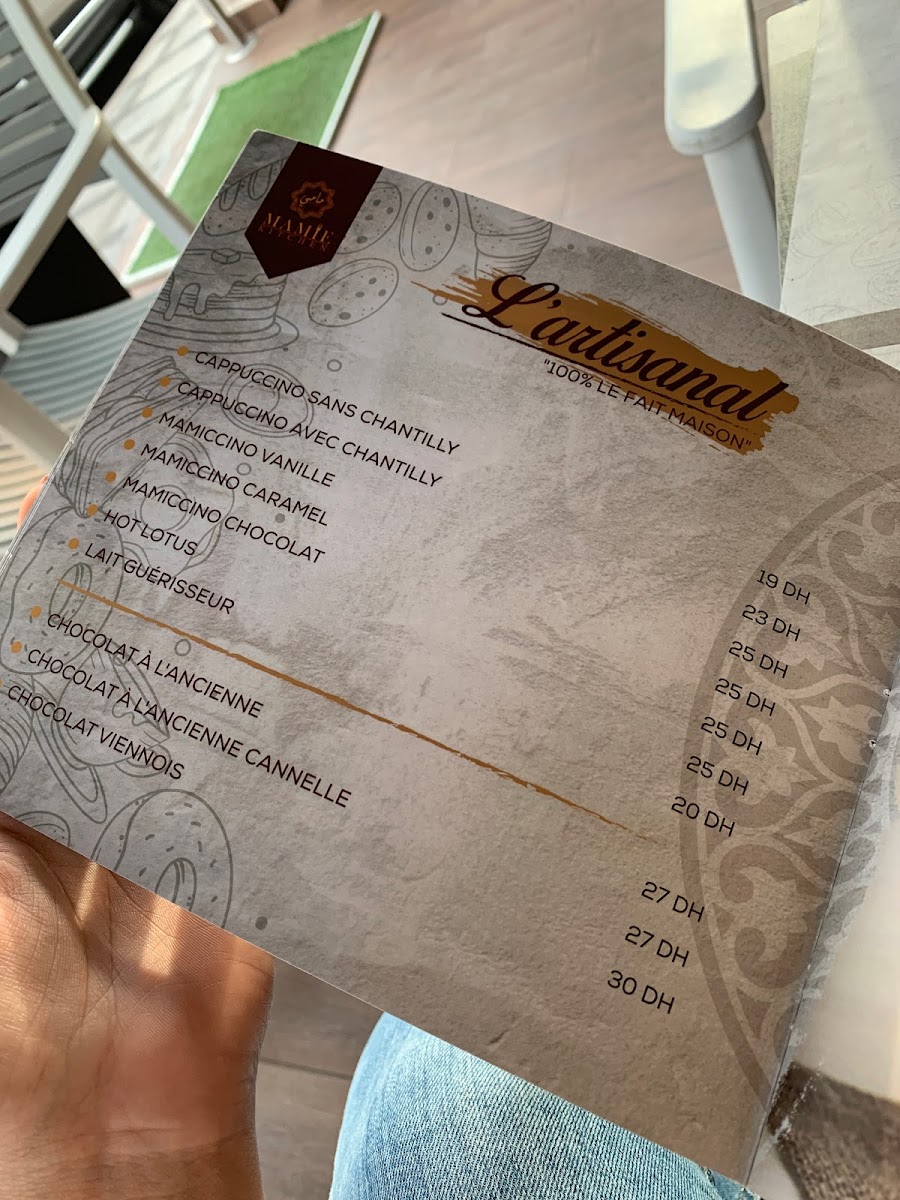 مامي
MAMIE
KITCHEN
L'artisanal
"100% LE FAIT MAISON"
CAPPUCCINO SANS CHANTILLY 19 DH
CAPPUCCINO AVEC CHANTILLY 23 DH
MAMICCINO VANILLE 25 DH
MAMICCINO CARAMEL 25 DH
MAMICCINO CHOCOLAT 25 DH
HOT LOTUS 25 DH
LAIT GUÉRISSEUR 20 DH
CHOCOLAT À L'ANCIENNE 27 DH
CHOCOLAT À L'ANCIENNE CANNELLE 27 DH
CHOCOLAT VIENNOIS 30 DH